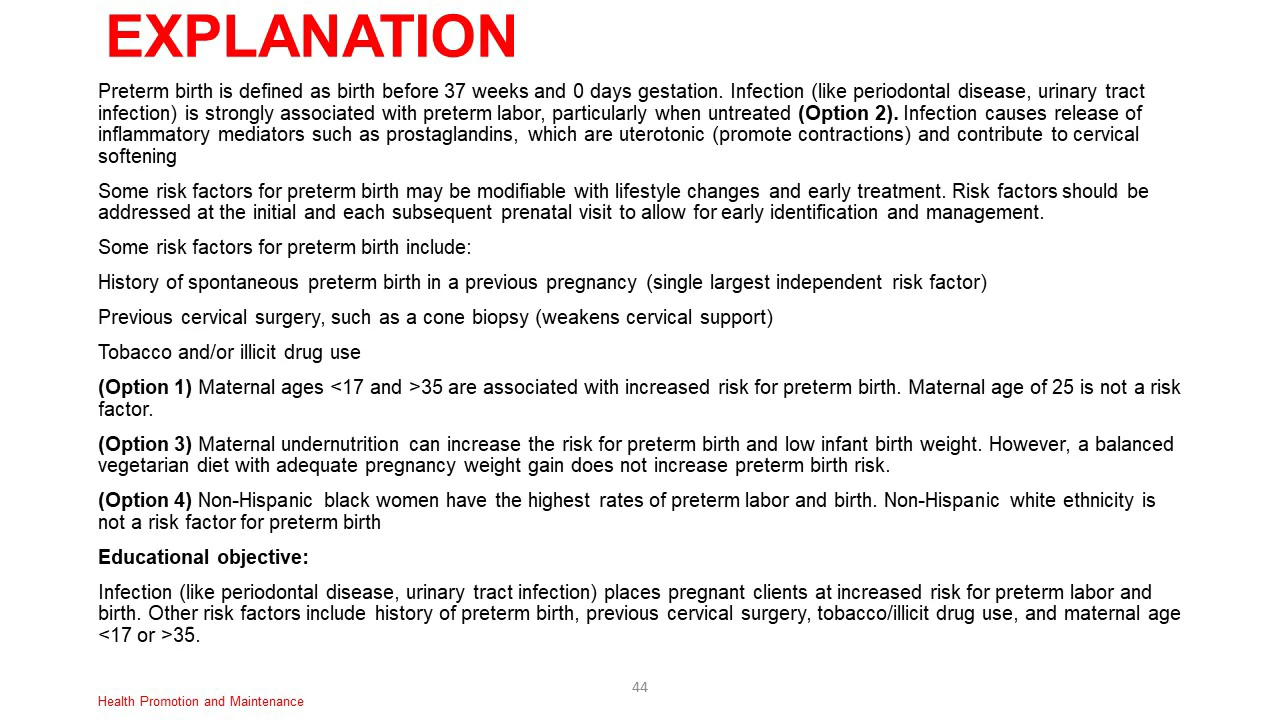 EXPLANATION
Preterm birth is defined as birth before 37 weeks and 0 days gestation. Infection (like periodontal disease, urinary tract
infection) is strongly associated with preterm labor, particularly when untreated (Option 2). Infection causes release of
inflammatory mediators such as prostaglandins, which are uterotonic (promote contractions) and contribute to cervical
softening
Some risk factors for preterm birth may be modifiable with lifestyle changes and early treatment. Risk factors should be
addressed at the initial and each subsequent prenatal visit to allow for early identification and management.
Some risk factors for preterm birth include:
History of spontaneous preterm birth in a previous pregnancy (single largest independent risk factor)
Previous cervical surgery, such as a cone biopsy (weakens cervical support)
Tobacco and/or illicit drug use
(Option 1) Maternal ages <17 and >35 are associated with increased risk for preterm birth. Maternal age of 25 is not a risk
factor.
(Option 3) Maternal undernutrition can increase the risk for preterm birth and low infant birth weight. However, a balanced
vegetarian diet with adequate pregnancy weight gain does not increase preterm birth risk.
(Option 4) Non-Hispanic black women have the highest rates of preterm labor and birth. Non-Hispanic white ethnicity is
not a risk factor for preterm birth
Educational objective:
Infection (like periodontal disease, urinary tract infection) places pregnant clients at increased risk for preterm labor and
birth. Other risk factors include history of preterm birth, previous cervical surgery, tobacco/illicit drug use, and maternal age
<17 or >35.
44
Health Promotion and Maintenance